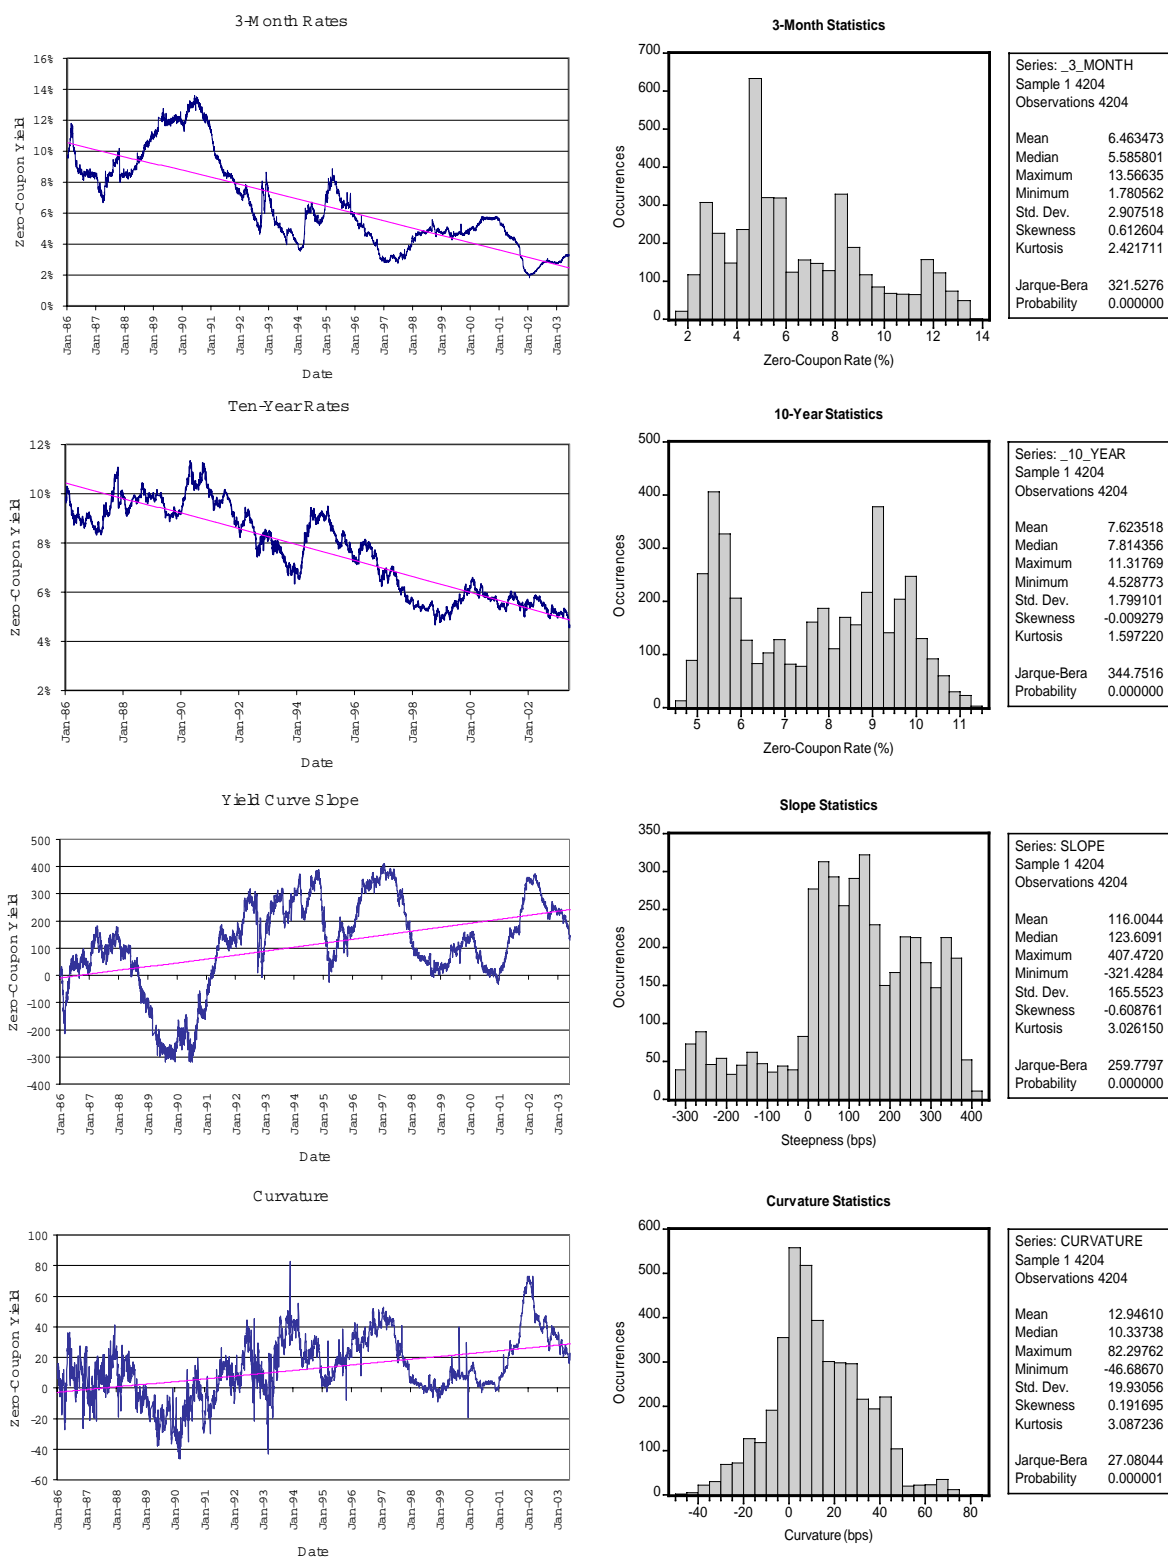 3-Month Rates
Zero-Coupon Yield
16%
14%
12%
10%
8%
6%
4%
2%
0%
Jan-86
Jan-87
Jan-88
Jan-89
Jan-90
Jan-91
Jan-92
Jan-93
Jan-94
Jan-95
Jan-96
Jan-97
Jan-98
Jan-99
Jan-00
Jan-01
Jan-02
Jan-03
Date
3-Month Statistics
Occurrences
700
600
500
400
300
200
100
0
2 4 6 8 10 12 14
Zero-Coupon Rate (%)
Series: _3_MONTH
Sample 1 4204
Observations 4204
Mean 6.463473
Median 5.585801
Maximum 13.56635
Minimum 1.780562
Std. Dev. 2.907518
Skewness 0.612604
Kurtosis 2.421711
Jarque-Bera 321.5276
Probability 0.000000
Ten-Year Rates
Zero-Coupon Yield
12%
10%
8%
6%
4%
2%
Jan-86
Jan-88
Jan-90
Jan-92
Jan-94
Jan-96
Jan-98
Jan-00
Jan-02
Date
10-Year Statistics
Occurrences
500
400
300
200
100
0
5 6 7 8 9 10 11
Zero-Coupon Rate (%)
Series: _10_YEAR
Sample 1 4204
Observations 4204
Mean 7.623518
Median 7.814356
Maximum 11.31769
Minimum 4.528773
Std. Dev. 1.799101
Skewness -0.009279
Kurtosis 1.597220
Jarque-Bera 344.7516
Probability 0.000000
Yield Curve Slope
Zero-Coupon Yield
500
400
300
200
100
0
-100
-200
-300
-400
Jan-86
Jan-87
Jan-88
Jan-89
Jan-90
Jan-91
Jan-92
Jan-93
Jan-94
Jan-95
Jan-96
Jan-97
Jan-98
Jan-99
Jan-00
Jan-01
Jan-02
Jan-03
Date
Slope Statistics
Occurrences
350
300
250
200
150
100
50
0
-300 -200 -100 0 100 200 300 400
Steepness (bps)
Series: SLOPE
Sample 1 4204
Observations 4204
Mean 116.0044
Median 123.6091
Maximum 407.4720
Minimum -321.4284
Std. Dev. 165.5523
Skewness -0.608761
Kurtosis 3.026150
Jarque-Bera 259.7797
Probability 0.000000
Curvature
Zero-Coupon Yield
100
80
60
40
20
0
-20
-40
-60
Jan-86
Jan-87
Jan-88
Jan-89
Jan-90
Jan-91
Jan-92
Jan-93
Jan-94
Jan-95
Jan-96
Jan-97
Jan-98
Jan-99
Jan-00
Jan-01
Jan-02
Jan-03
Date
Curvature Statistics
Occurrences
600
500
400
300
200
100
0
-40 -20 0 20 40 60 80
Curvature (bps)
Series: CURVATURE
Sample 1 4204
Observations 4204
Mean 12.94610
Median 10.33738
Maximum 82.29762
Minimum -46.68670
Std. Dev. 19.93056
Skewness 0.191695
Kurtosis 3.087236
Jarque-Bera 27.08044
Probability 0.000001